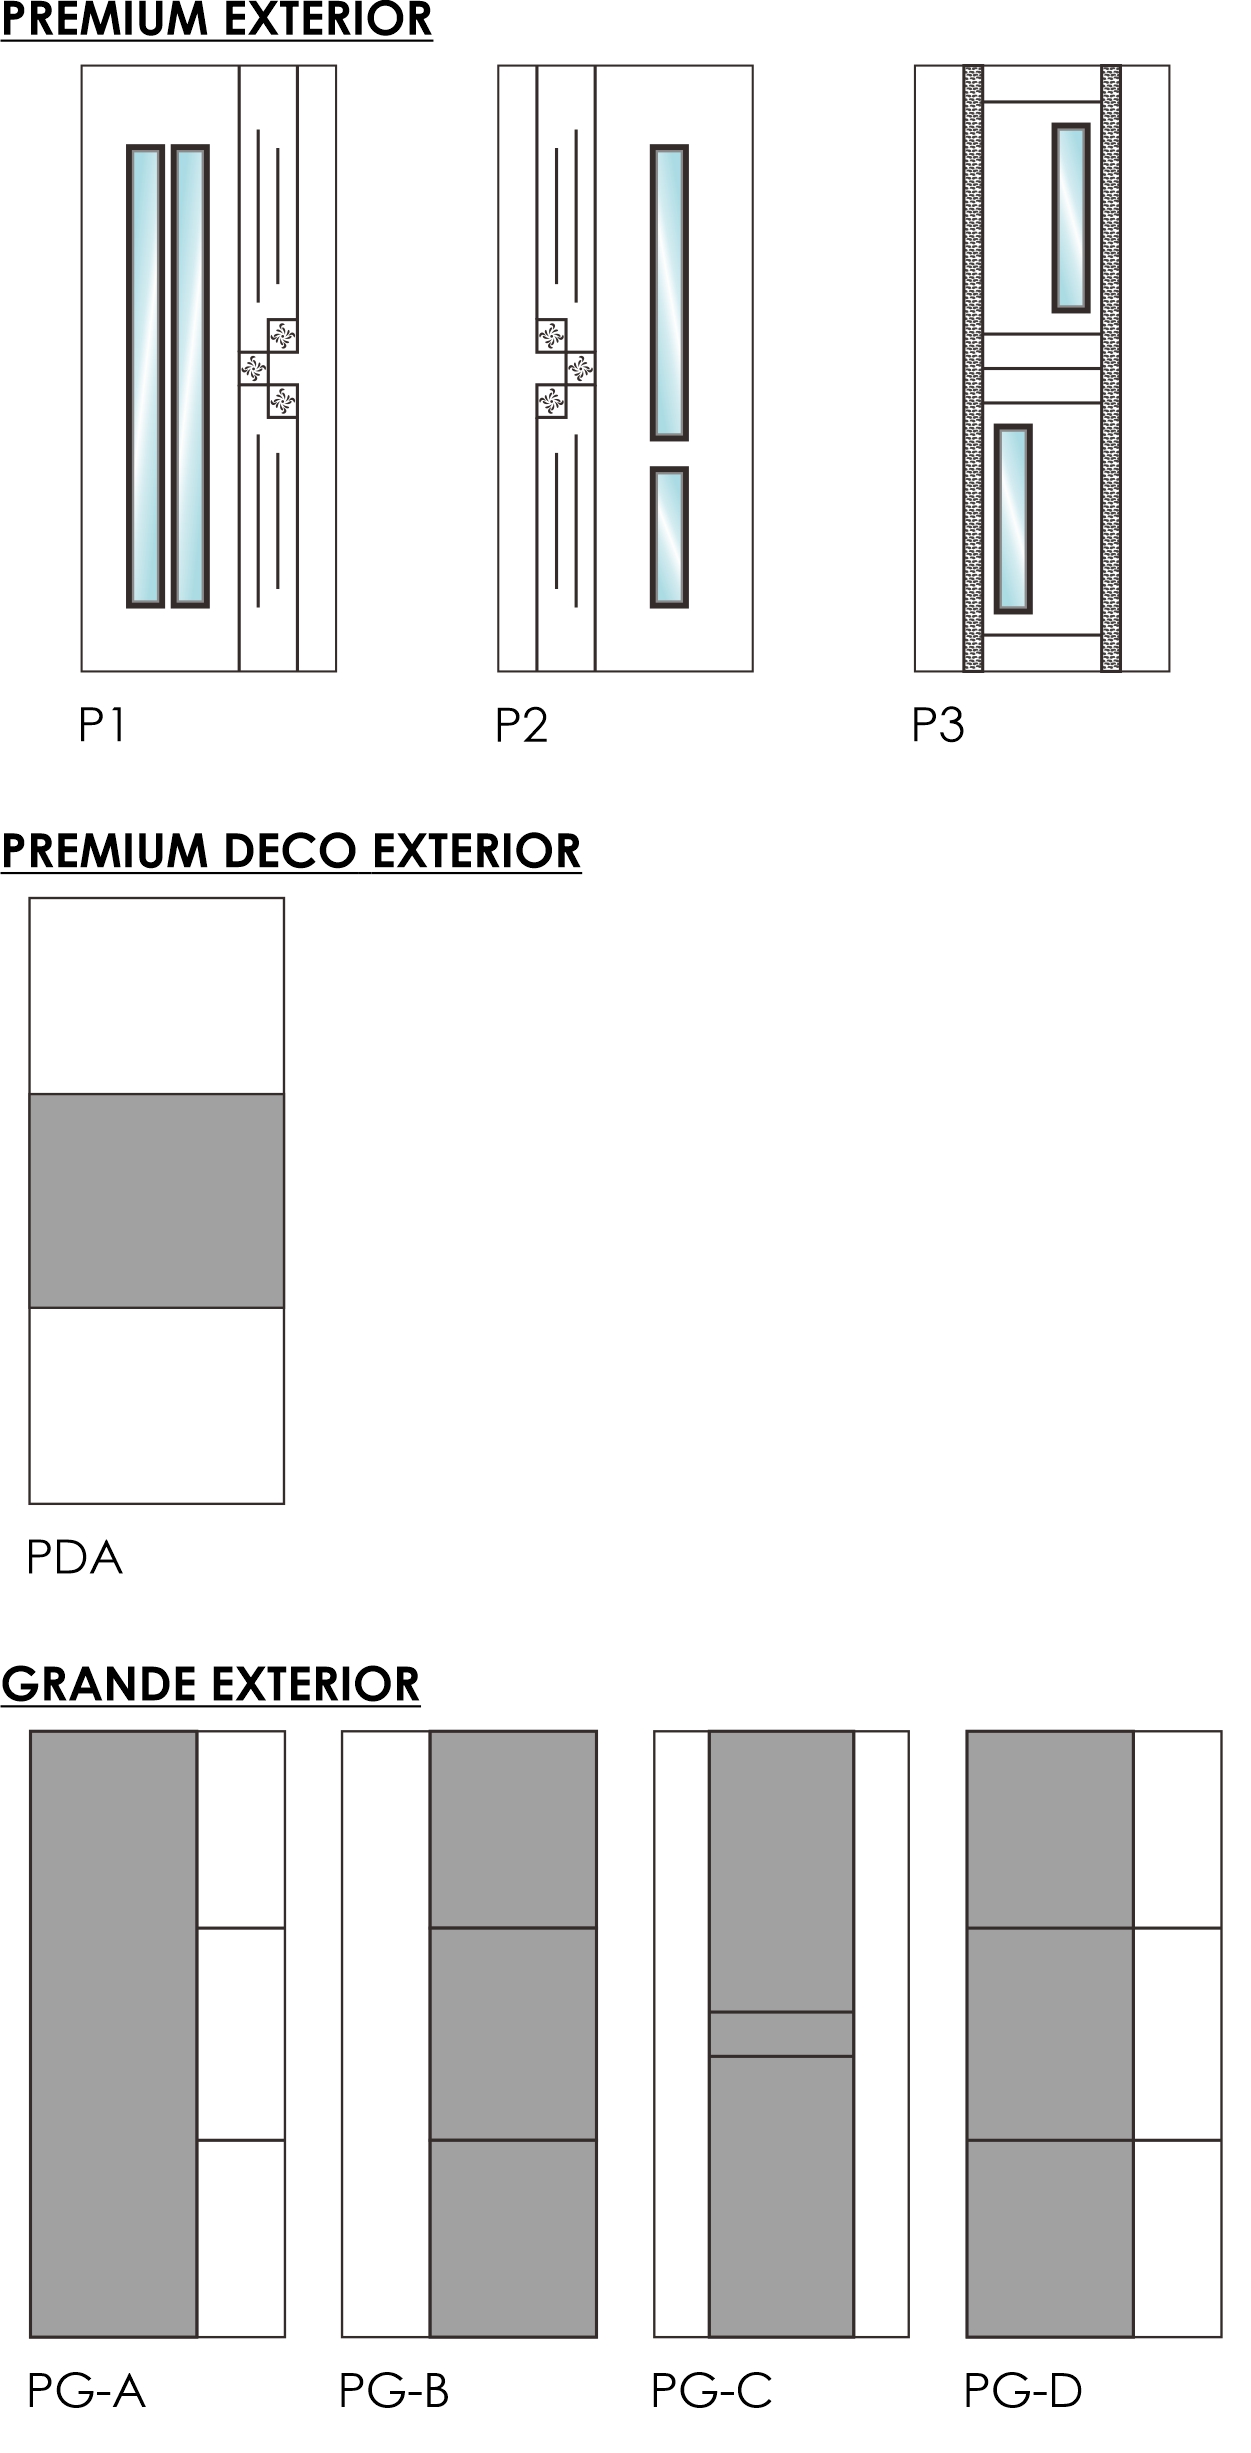 PREMIUM EXTERIOR
P1 P2 P3
PREMIUM DECO EXTERIOR
PDA
GRANDE EXTERIOR
PG-A PG-B PG-C PG-D